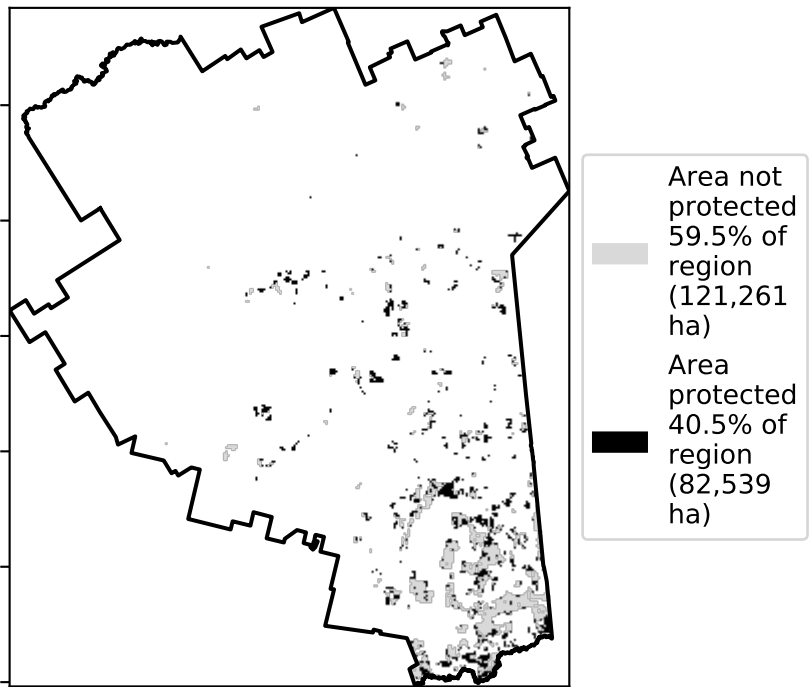 Area not
protected
59.5% of
region
(121,261
ha)
Area
protected
40.5% of
region
(82,539
ha)